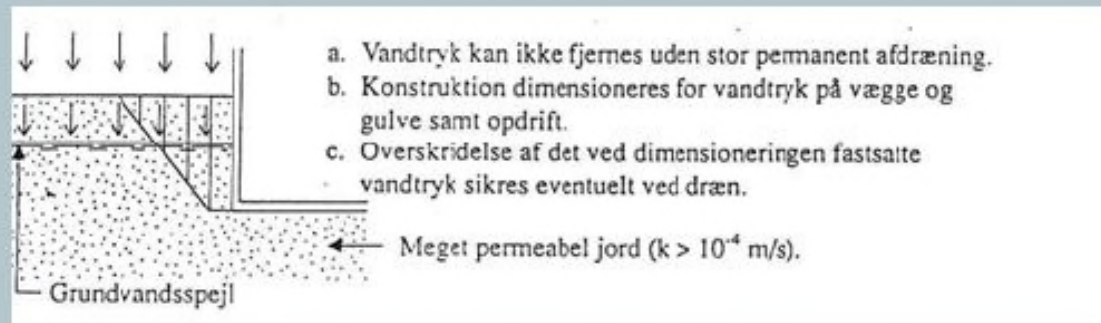 a. Vandtryk kan ikke fjernes uden stor permanent afdræning.
b. Konstruktion dimensioneres for vandtryk på vægge og
gulve samt opdrift.
c. Overskridelse af det ved dimensioneringen fastsatte
vandtryk sikres eventuelt ved dræn.
Meget permeabel jord (k > 10⁻⁴ m/s).
Grundvandsspejl